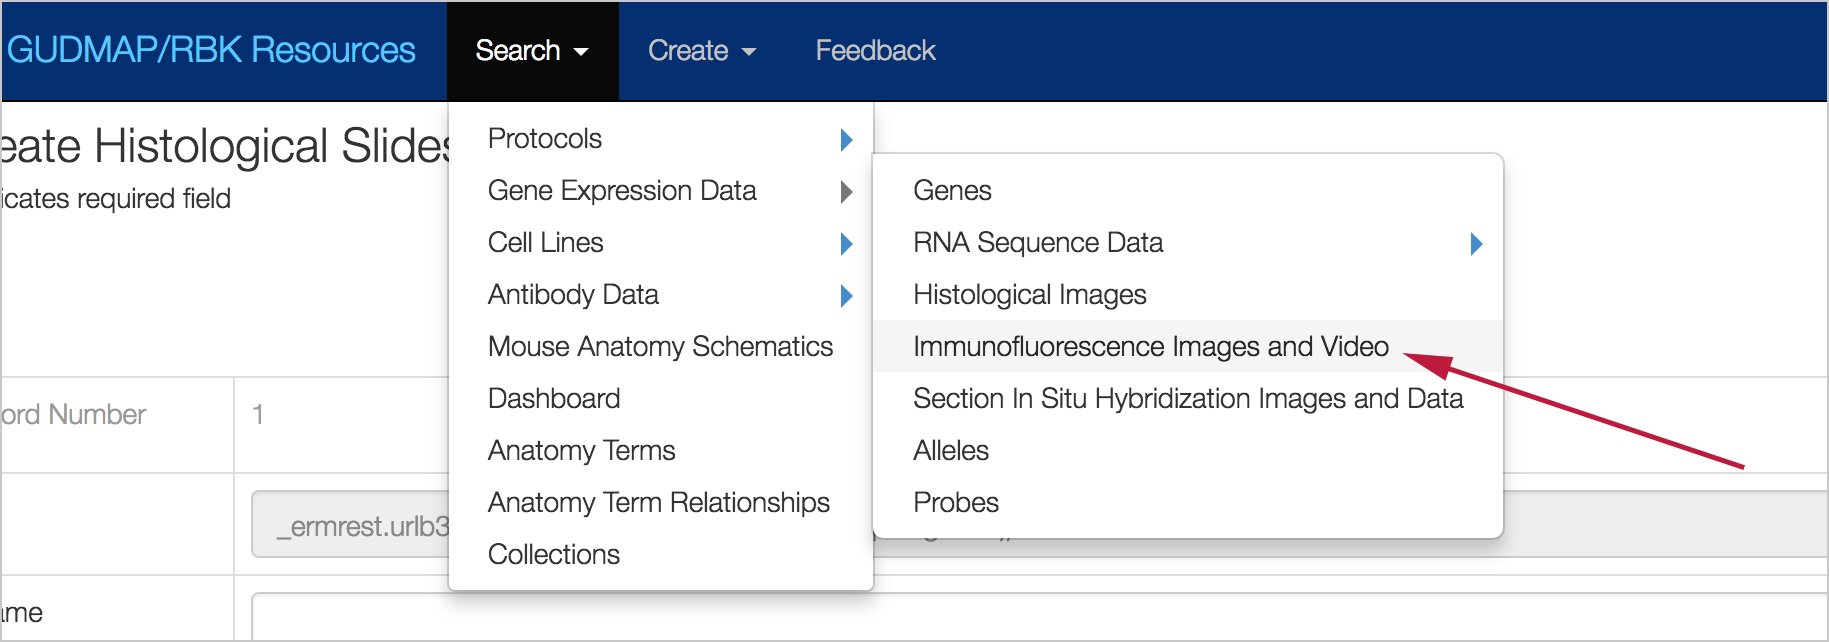 GUDMAP/RBK Resources Search Create Feedback
eate Histological Slides
icates required field
Protocols
Gene Expression Data
Cell Lines
Antibody Data
Mouse Anatomy Schematics
Dashboard
Anatomy Terms
Anatomy Term Relationships
Collections
Genes
RNA Sequence Data
Histological Images
Immunofluorescence Images and Video
Section In Situ Hybridization Images and Data
Alleles
Probes
ord Number 1
_ermrest.urlb3
ame